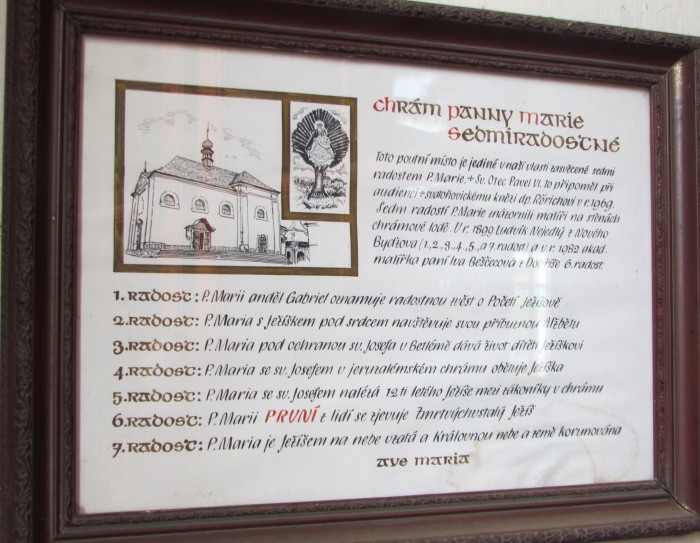 chrám panny marie
sedmiradostné
Toto poutní místo je jediné v naší vlasti zasvěcené sedmi
radostem P. Marie. + Sv. Otec Pavel VI. to připomněl při
audienci + svatoňovickému knězi dp. Röhrichovi v r. 1969.
Sedm radostí P. Marie znázornili malíři na stěnách
chrámové lodě. V r. 1899 Ludvík Nejedlý z Nového
Bydžova (1., 2., 3., 4., 5., a 7. radost) a v r. 1982 akad.
malířka paní Iva z Dobříše 6. radost.
1. radost: P. Marii anděl Gabriel oznamuje radostnou zvěst o Početí Ježíšově
2. radost: P. Maria s Ježíškem pod srdcem navštěvuje svou příbuznou Alžbětu
3. radost: P. Maria pod ochranou sv. Josefa v Betlémě dává život dítěti Ježíškovi
4. radost: P. Maria se sv. Josefem v jeruzalémském chrámu obětuje Ježíška
5. radost: P. Maria se sv. Josefem nalézá 12 ti letého Ježíše mezi zákoníky v chrámu
6. radost: P. Marii PRVNÍ z lidí se zjevuje Zmrtvýchvstalý Ježíš
7. radost: P. Maria je Ježíšem na nebe vzatá a Královnou nebe a země korunována
ave maria